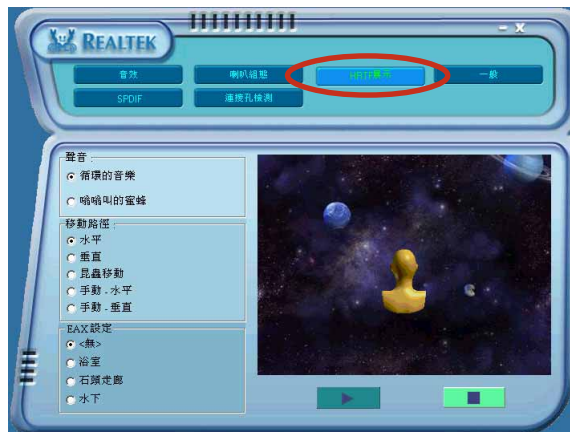 REALTEK
音效
喇叭組態
HRTF展示
一般
SPDIF
連接孔檢測
聲音：
循環的音樂
嗡嗡叫的蜜蜂
移動路徑：
水平
垂直
昆蟲移動
手動 - 水平
手動 - 垂直
EAX 設定
<無>
浴室
石頭走廊
水下